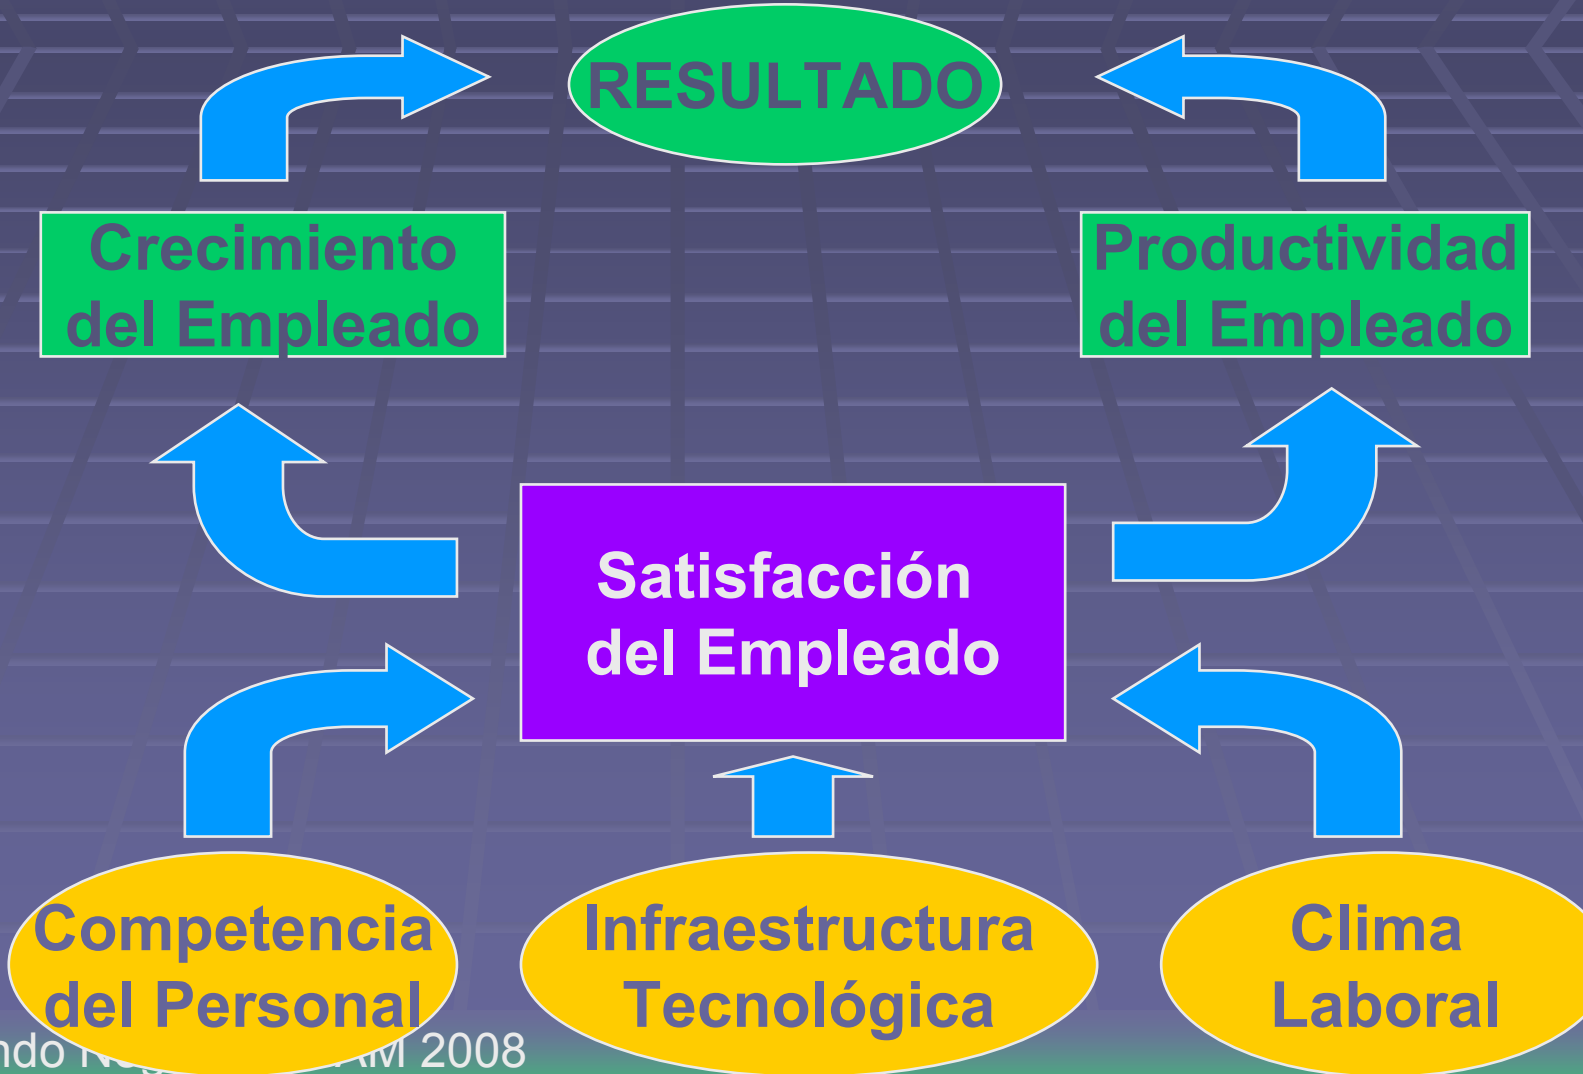 RESULTADO
Crecimiento
del Empleado
Productividad
del Empleado
Satisfacción
del Empleado
Competencia
del Personal
Infraestructura
Tecnológica
Clima
Laboral
2008